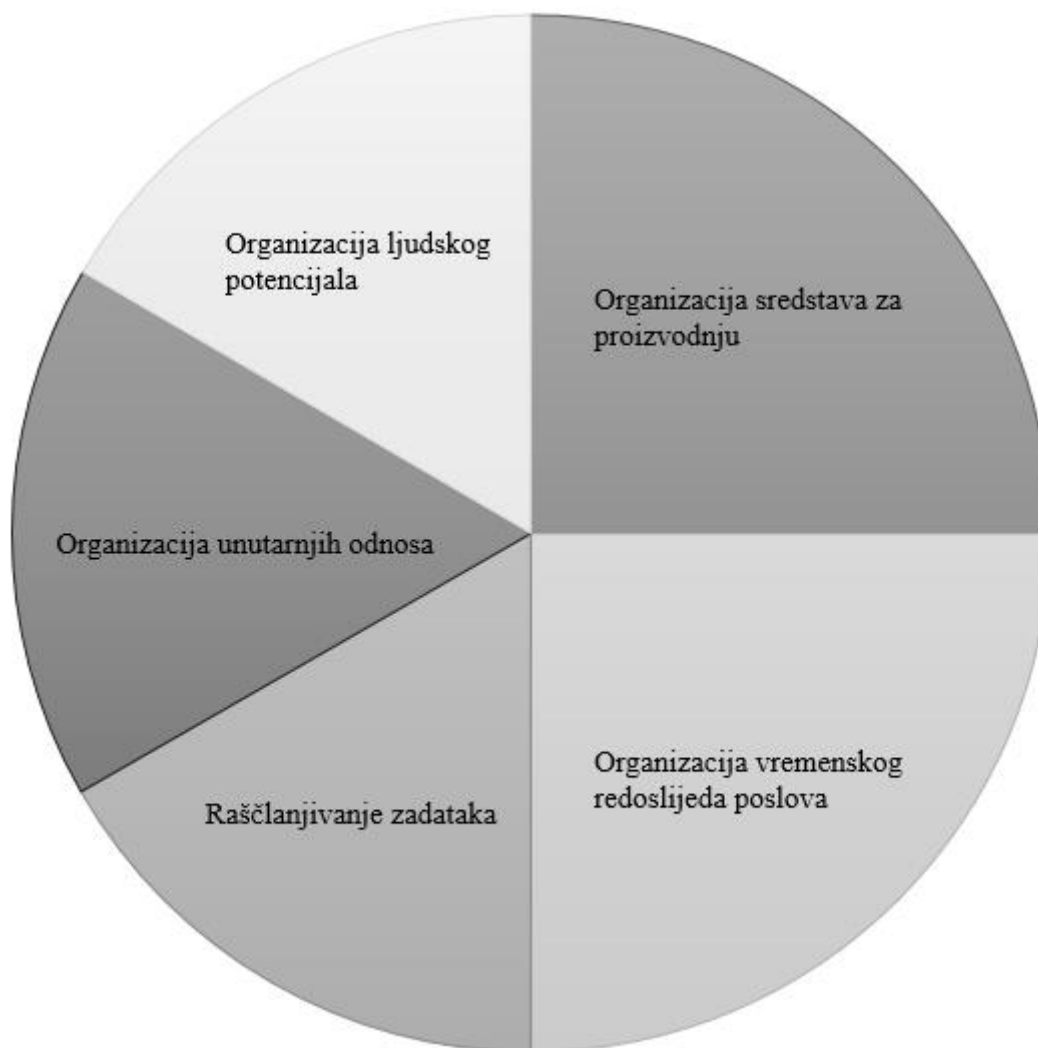 Organizacija ljudskog
potencijala
Organizacija sredstava za
proizvodnju
Organizacija unutarnjih odnosa
Organizacija vremenskog
redoslijeda poslova
Raščlanjivanje zadataka